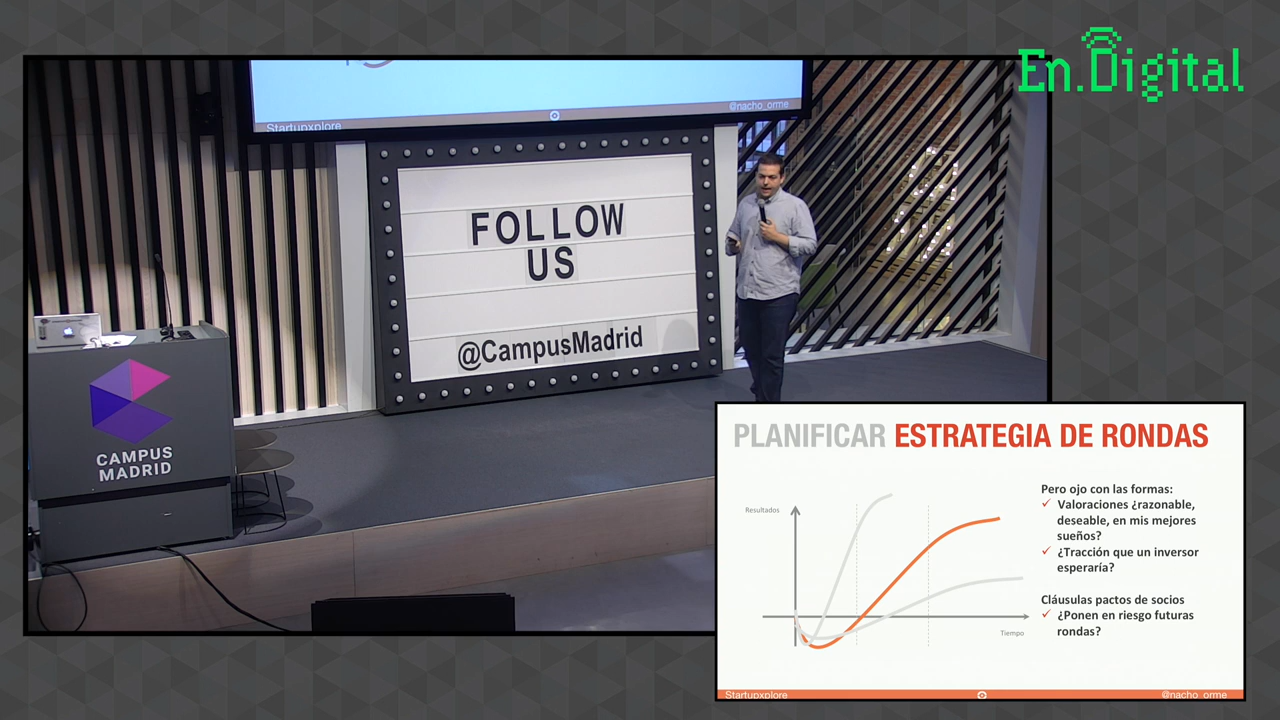 En.Digital
Startupxplore
@nacho_orme
FOLLOW
US
@CampusMadrid
CAMPUS
MADRID
PLANIFICAR ESTRATEGIA DE RONDAS
Resultados
Tiempo
Pero ojo con las formas:
Valoraciones ¿razonable,
deseable, en mis mejores
sueños?
¿Tracción que un inversor
esperaría?
Cláusulas pactos de socios
¿Ponen en riesgo futuras
rondas?
Startupxplore
@nacho_orme